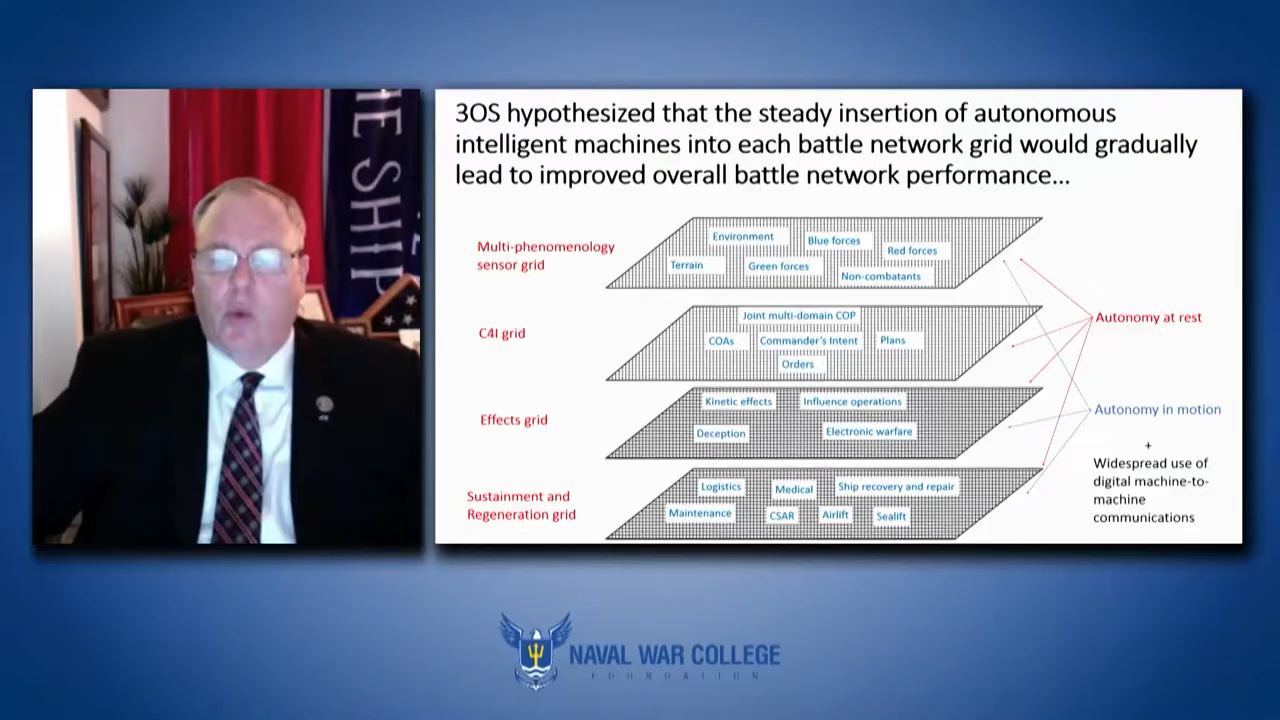 HE SHIP
3OS hypothesized that the steady insertion of autonomous
intelligent machines into each battle network grid would gradually
lead to improved overall battle network performance...
Multi-phenomenology
sensor grid
Environment
Blue forces
Red forces
Terrain
Green forces
Non-combatants
C4I grid
Joint multi-domain COP
COAs
Commander's Intent
Plans
Orders
Effects grid
Kinetic effects
Influence operations
Deception
Electronic warfare
Sustainment and
Regeneration grid
Logistics
Medical
Ship recovery and repair
Maintenance
CSAR
Airlift
Sealift
Autonomy at rest
Autonomy in motion
+
Widespread use of
digital machine-to-
machine
communications
NAVAL WAR COLLEGE
FOUNDATION